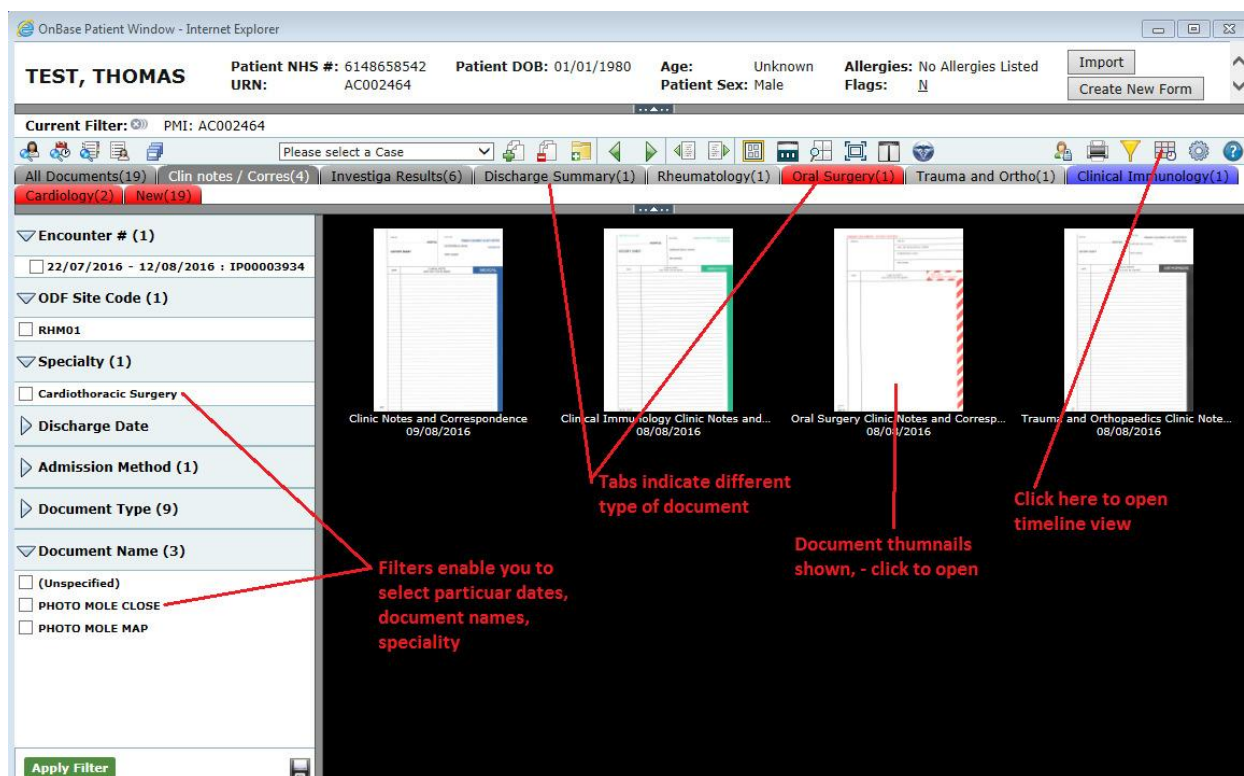 OnBase Patient Window - Internet Explorer
TEST, THOMAS
Patient NHS #: 6148658542 Patient DOB: 01/01/1980 Age: Unknown Allergies: No Allergies Listed
URN: AC002464 Patient Sex: Male Flags: N
Import
Create New Form
Current Filter: PMI: AC002464
Please select a Case
All Documents(19) Clin notes / Corres(4) Investiga Results(6) Discharge Summary(1) Rheumatology(1) Oral Surgery(1) Trauma and Ortho(1) Clinical Immunology(1)
Cardiology(2) New(19)
Encounter # (1)
22/07/2016 - 12/08/2016 : IP00003934
ODF Site Code (1)
RHM01
Specialty (1)
Cardiothoracic Surgery
Discharge Date
Admission Method (1)
Document Type (9)
Document Name (3)
(Unspecified)
PHOTO MOLE CLOSE
PHOTO MOLE MAP
Apply Filter
Clinic Notes and Correspondence
09/08/2016
Clinical Immunology Clinic Notes and...
08/08/2016
Oral Surgery Clinic Notes and Corresp...
08/08/2016
Trauma and Orthopaedics Clinic Note...
08/08/2016
Tabs indicate different
type of document
Filters enable you to
select particuar dates,
document names,
speciality
Document thumnails
shown, - click to open
Click here to open
timeline view